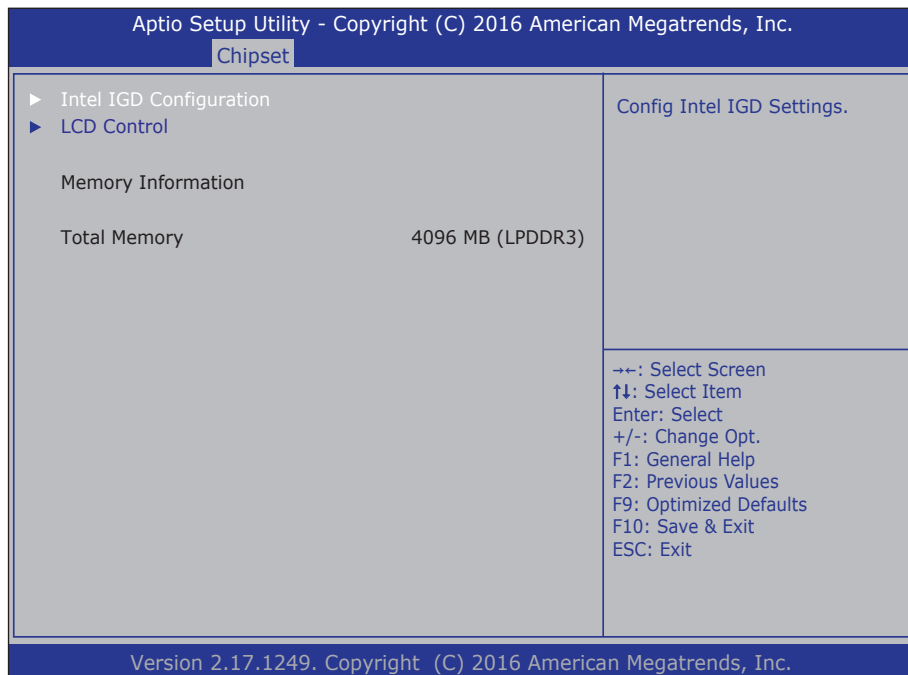 Aptio Setup Utility - Copyright (C) 2016 American Megatrends, Inc.
Chipset
► Intel IGD Configuration
► LCD Control
Memory Information
Total Memory 4096 MB (LPDDR3)
Config Intel IGD Settings.
→←: Select Screen
↑↓: Select Item
Enter: Select
+/-: Change Opt.
F1: General Help
F2: Previous Values
F9: Optimized Defaults
F10: Save & Exit
ESC: Exit
Version 2.17.1249. Copyright (C) 2016 American Megatrends, Inc.